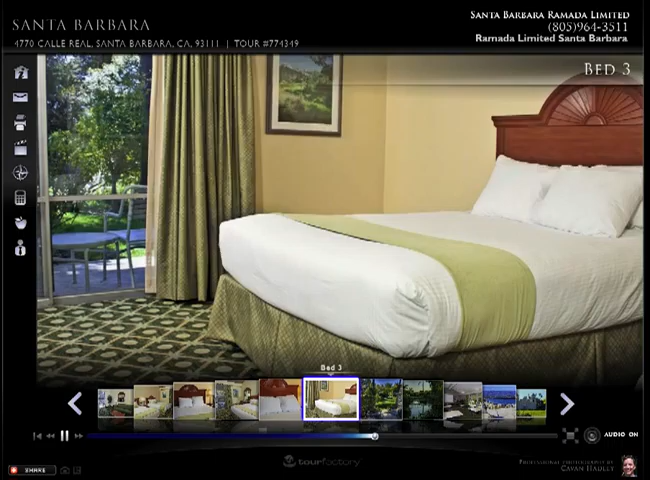 SANTA BARBARA
4770 CALLE REAL, SANTA BARBARA, CA, 93111 | TOUR #774349
SANTA BARBARA RAMADA LIMITED
(805)964-3511
Ramada Limited Santa Barbara
BED 3
Bed 3
AUDIO ON
SHARE
tourfactory
PROFESSIONAL PHOTOGRAPHY BY
CAVAN HADLEY